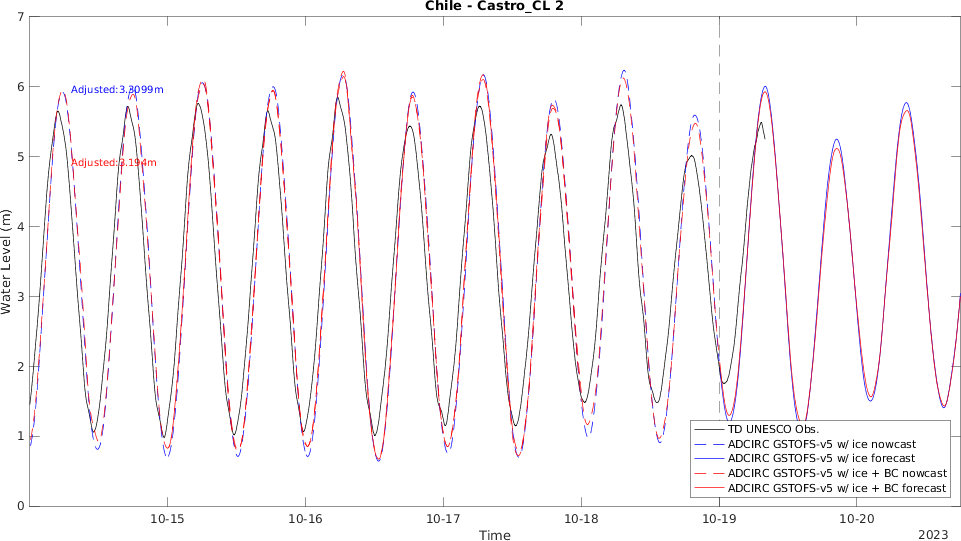 Chile - Castro_CL 2
7
6
5
4
3
2
1
0
Water Level (m)
Adjusted:3.3099m
Adjusted:3.194m
TD UNESCO Obs.
ADCIRC GSTOFS-v5 w/ ice nowcast
ADCIRC GSTOFS-v5 w/ ice forecast
ADCIRC GSTOFS-v5 w/ ice + BC nowcast
ADCIRC GSTOFS-v5 w/ ice + BC forecast
10-15 10-16 10-17 10-18 10-19 10-20
Time
2023